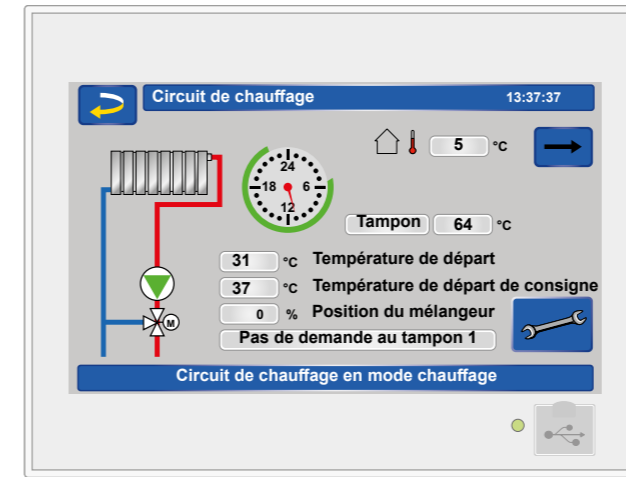 Circuit de chauffage 13:37:37
5 °C
24
18 6
12
Tampon 64 °C
31 °C Température de départ
37 °C Température de départ de consigne
0 % Position du mélangeur
M
Pas de demande au tampon 1
Circuit de chauffage en mode chauffage